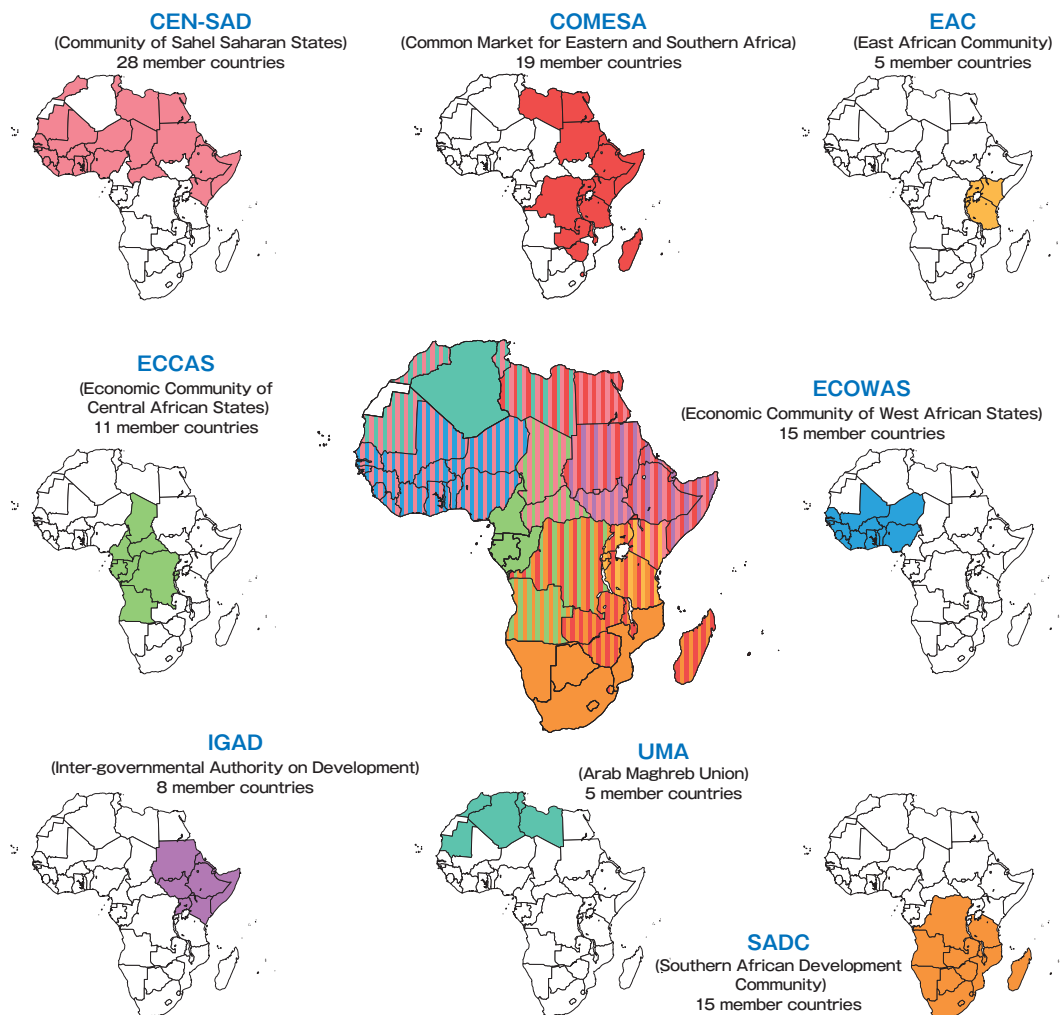 CEN-SAD
(Community of Sahel Saharan States)
28 member countries
COMESA
(Common Market for Eastern and Southern Africa)
19 member countries
EAC
(East African Community)
5 member countries
ECCAS
(Economic Community of
Central African States)
11 member countries
ECOWAS
(Economic Community of West African States)
15 member countries
IGAD
(Inter-governmental Authority on Development)
8 member countries
UMA
(Arab Maghreb Union)
5 member countries
SADC
(Southern African Development
Community)
15 member countries